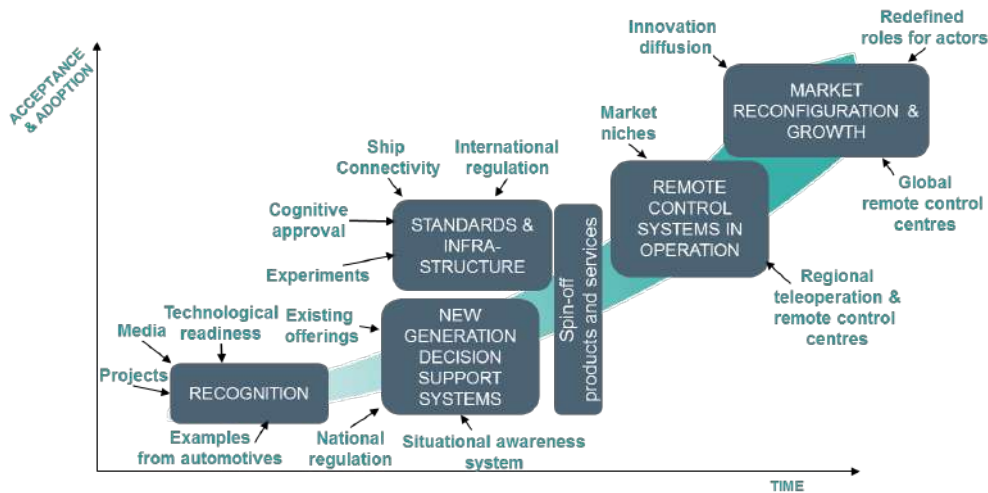 ACCEPTANCE
& ADOPTION
Innovation
diffusion
Redefined
roles for actors
MARKET
RECONFIGURATION &
GROWTH
Market
niches
Global
remote control
centres
Ship
Connectivity
International
regulation
Cognitive
approval
Experiments
STANDARDS &
INFRA-
STRUCTURE
Spin-off
products and services
REMOTE
CONTROL
SYSTEMS IN
OPERATION
Regional
teleoperation &
remote control
centres
Technological
readiness
Media
Projects
RECOGNITION
Examples
from automotives
Existing
offerings
NEW
GENERATION
DECISION
SUPPORT
SYSTEMS
National
regulation
Situational awareness
system
TIME